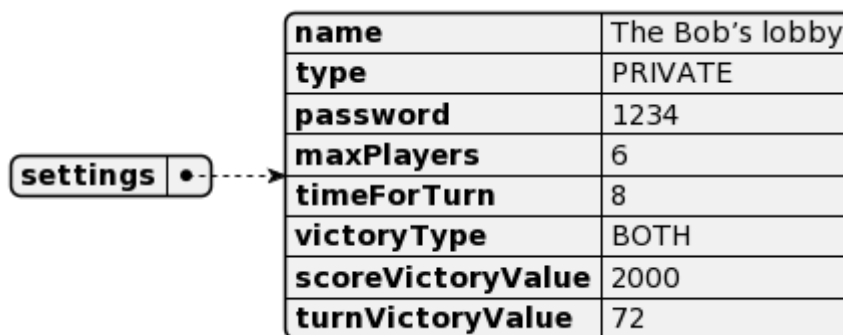 name The Bob's lobby
type PRIVATE
password 1234
maxPlayers 6
settings
timeForTurn 8
victoryType BOTH
scoreVictoryValue 2000
turnVictoryValue 72